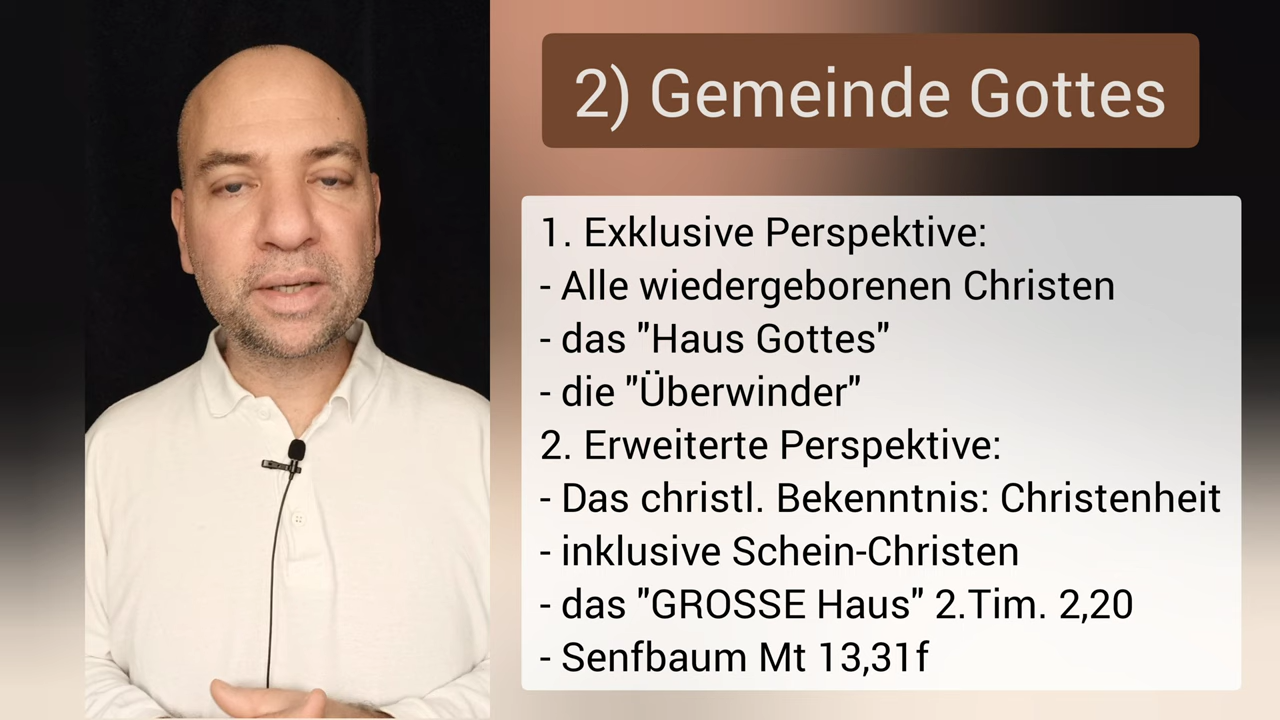 2) Gemeinde Gottes
1. Exklusive Perspektive:
- Alle wiedergeborenen Christen
- das "Haus Gottes"
- die "Überwinder"
2. Erweiterte Perspektive:
- Das christl. Bekenntnis: Christenheit
- inklusive Schein-Christen
- das "GROSSE Haus" 2.Tim. 2,20
- Senfbaum Mt 13,31f